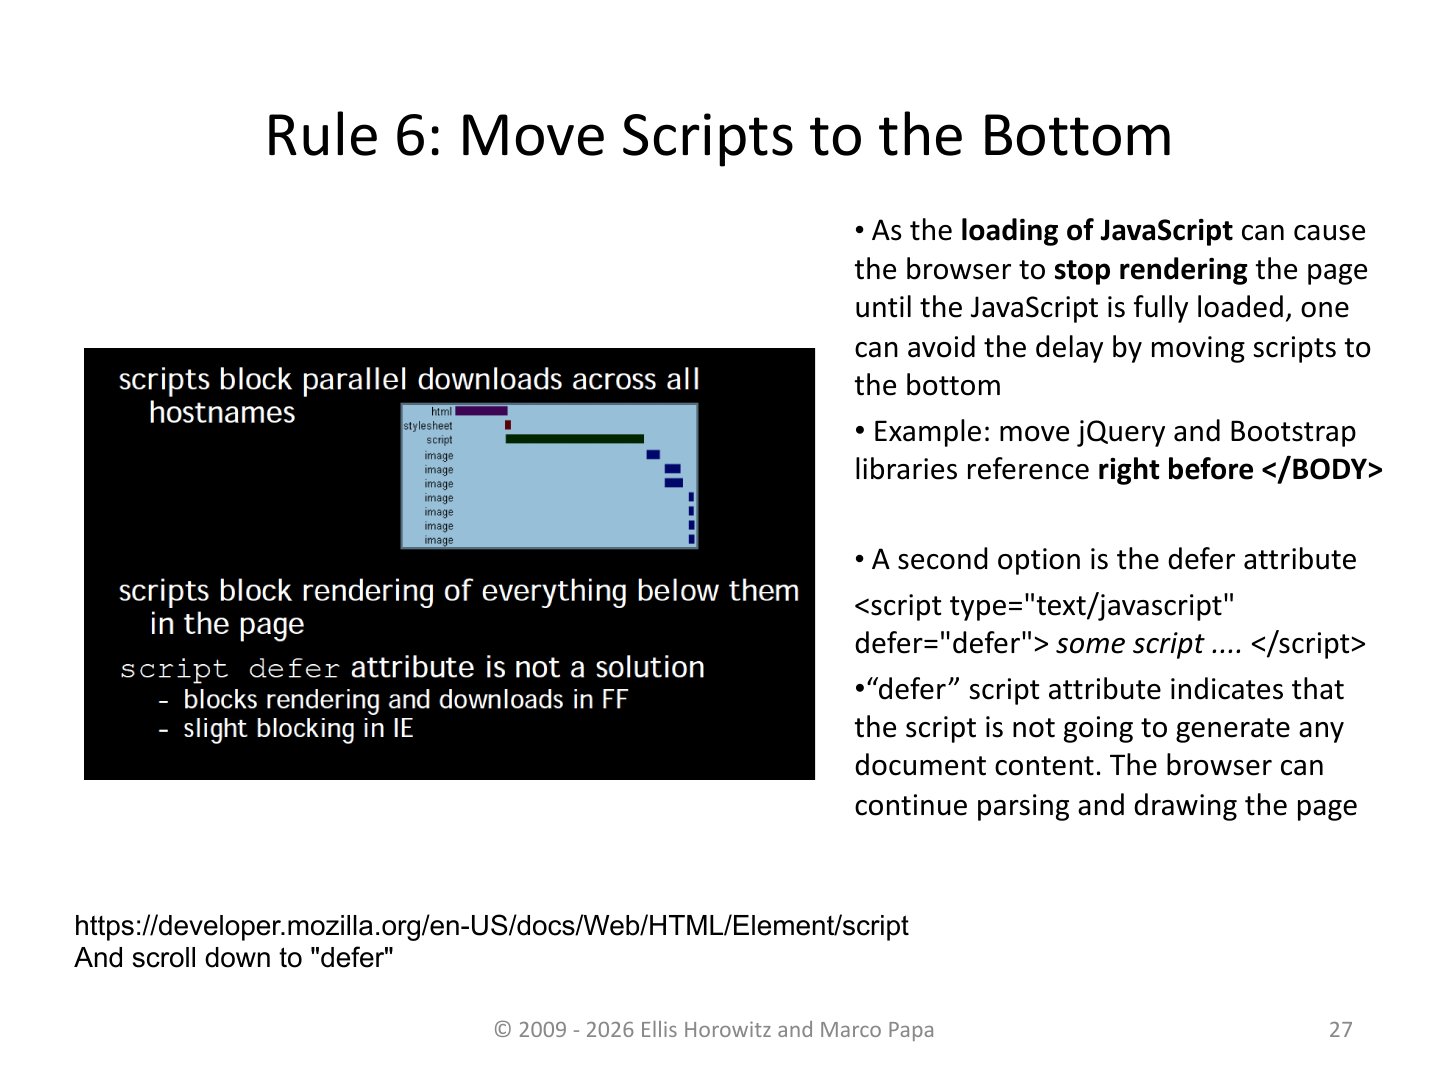 Rule 6: Move Scripts to the Bottom
scripts block parallel downloads across all
hostnames
html
stylesheet
script
image
image
image
image
image
image
image
scripts block rendering of everything below them
in the page
script defer attribute is not a solution
- blocks rendering and downloads in FF
- slight blocking in IE
• As the loading of JavaScript can cause
the browser to stop rendering the page
until the JavaScript is fully loaded, one
can avoid the delay by moving scripts to
the bottom
• Example: move jQuery and Bootstrap
libraries reference right before </BODY>
• A second option is the defer attribute
<script type="text/javascript"
defer="defer"> some script .... </script>
•“defer” script attribute indicates that
the script is not going to generate any
document content. The browser can
continue parsing and drawing the page
https://developer.mozilla.org/en-US/docs/Web/HTML/Element/script
And scroll down to "defer"
© 2009 - 2026 Ellis Horowitz and Marco Papa
27